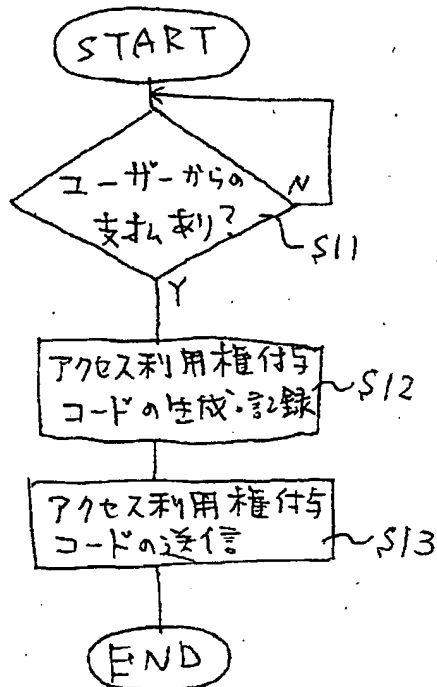 START
ユーザーからの
支払あり?
N
S11
Y
アクセス利用権付与
コードの生成・記録
S12
アクセス利用権付与
コードの送信
S13
END